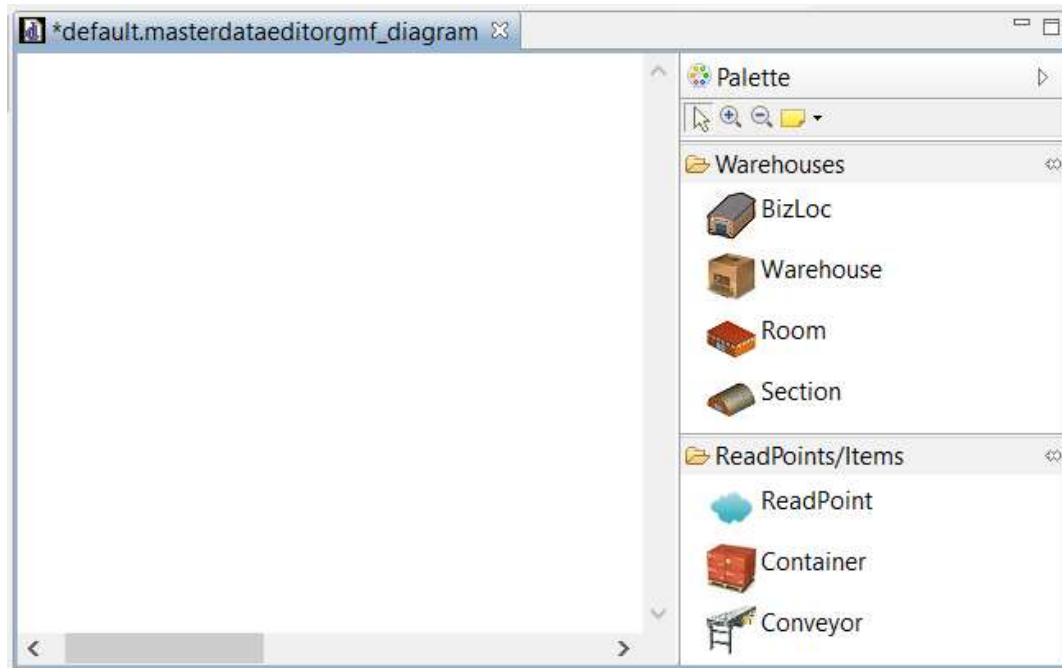 *default.masterdataeditorgmf_diagram
Palette
Warehouses
BizLoc
Warehouse
Room
Section
ReadPoints/Items
ReadPoint
Container
Conveyor